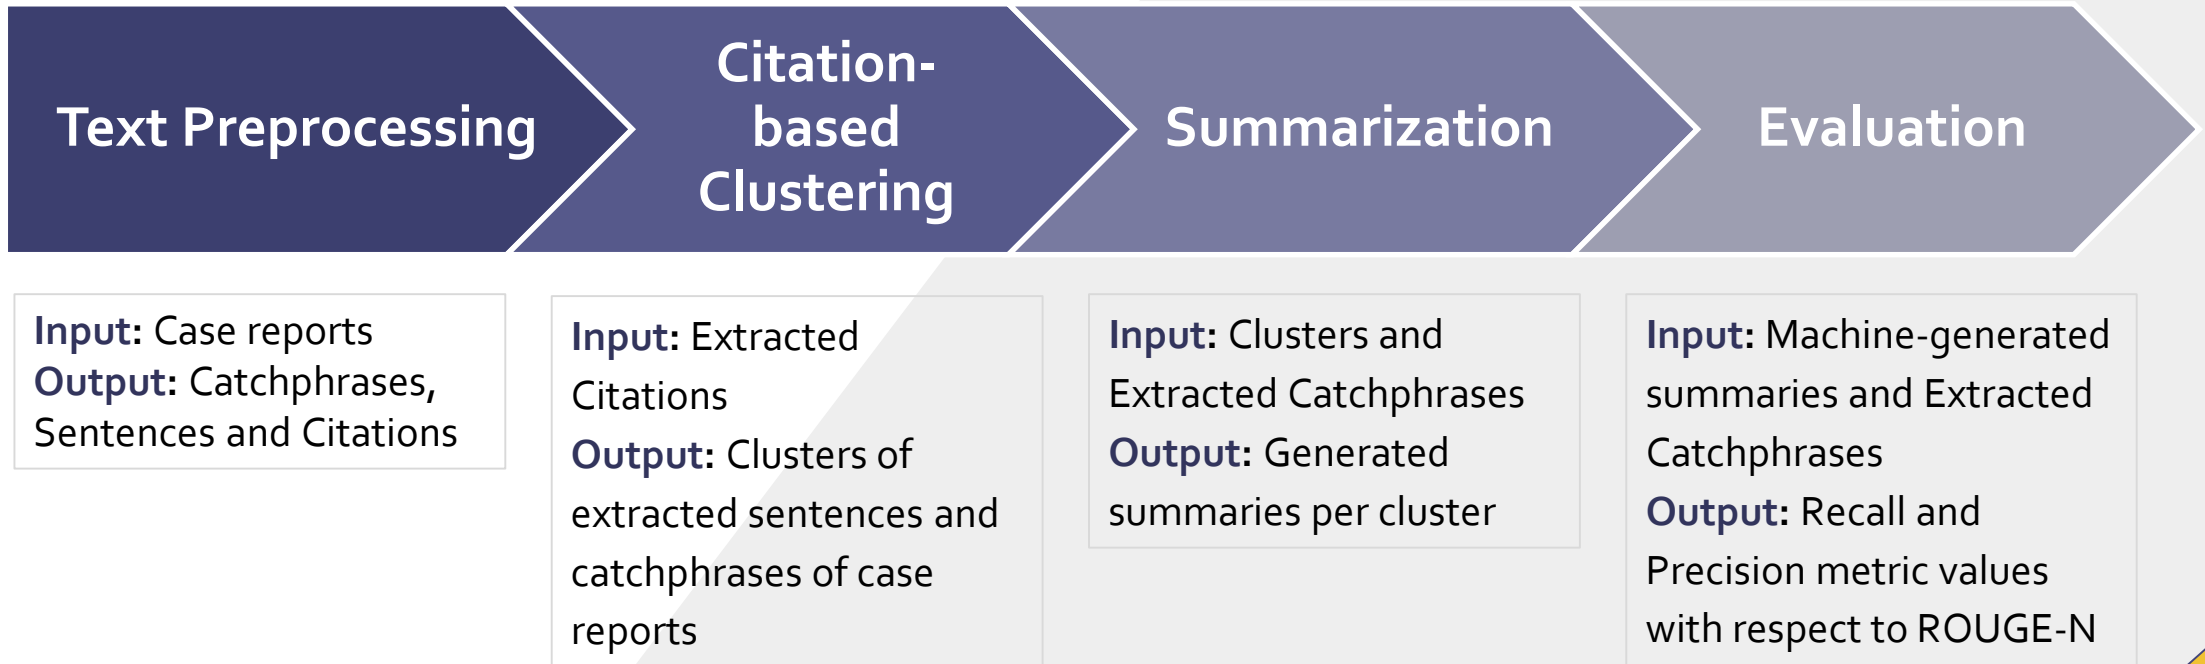 Text Preprocessing
Citation-
based
Clustering
Summarization
Evaluation
Input: Case reports
Output: Catchphrases,
Sentences and Citations
Input: Extracted
Citations
Output: Clusters of
extracted sentences and
catchphrases of case
reports
Input: Clusters and
Extracted Catchphrases
Output: Generated
summaries per cluster
Input: Machine-generated
summaries and Extracted
Catchphrases
Output: Recall and
Precision metric values
with respect to ROUGE-N